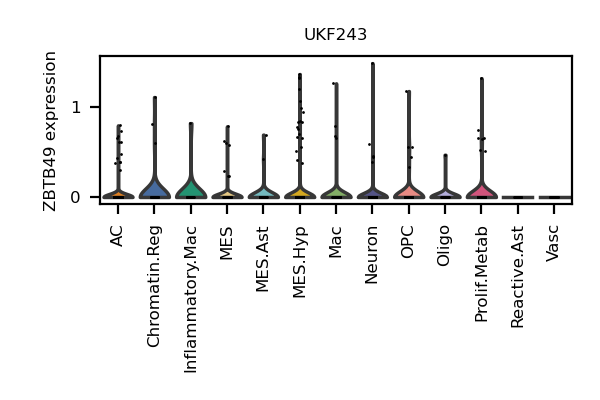 UKF243
ZBTB49 expression
1
0
AC
Chromatin.Reg
Inflammatory.Mac
MES
MES.Ast
MES.Hyp
Mac
Neuron
OPC
Oligo
Prolif.Metab
Reactive.Ast
Vasc